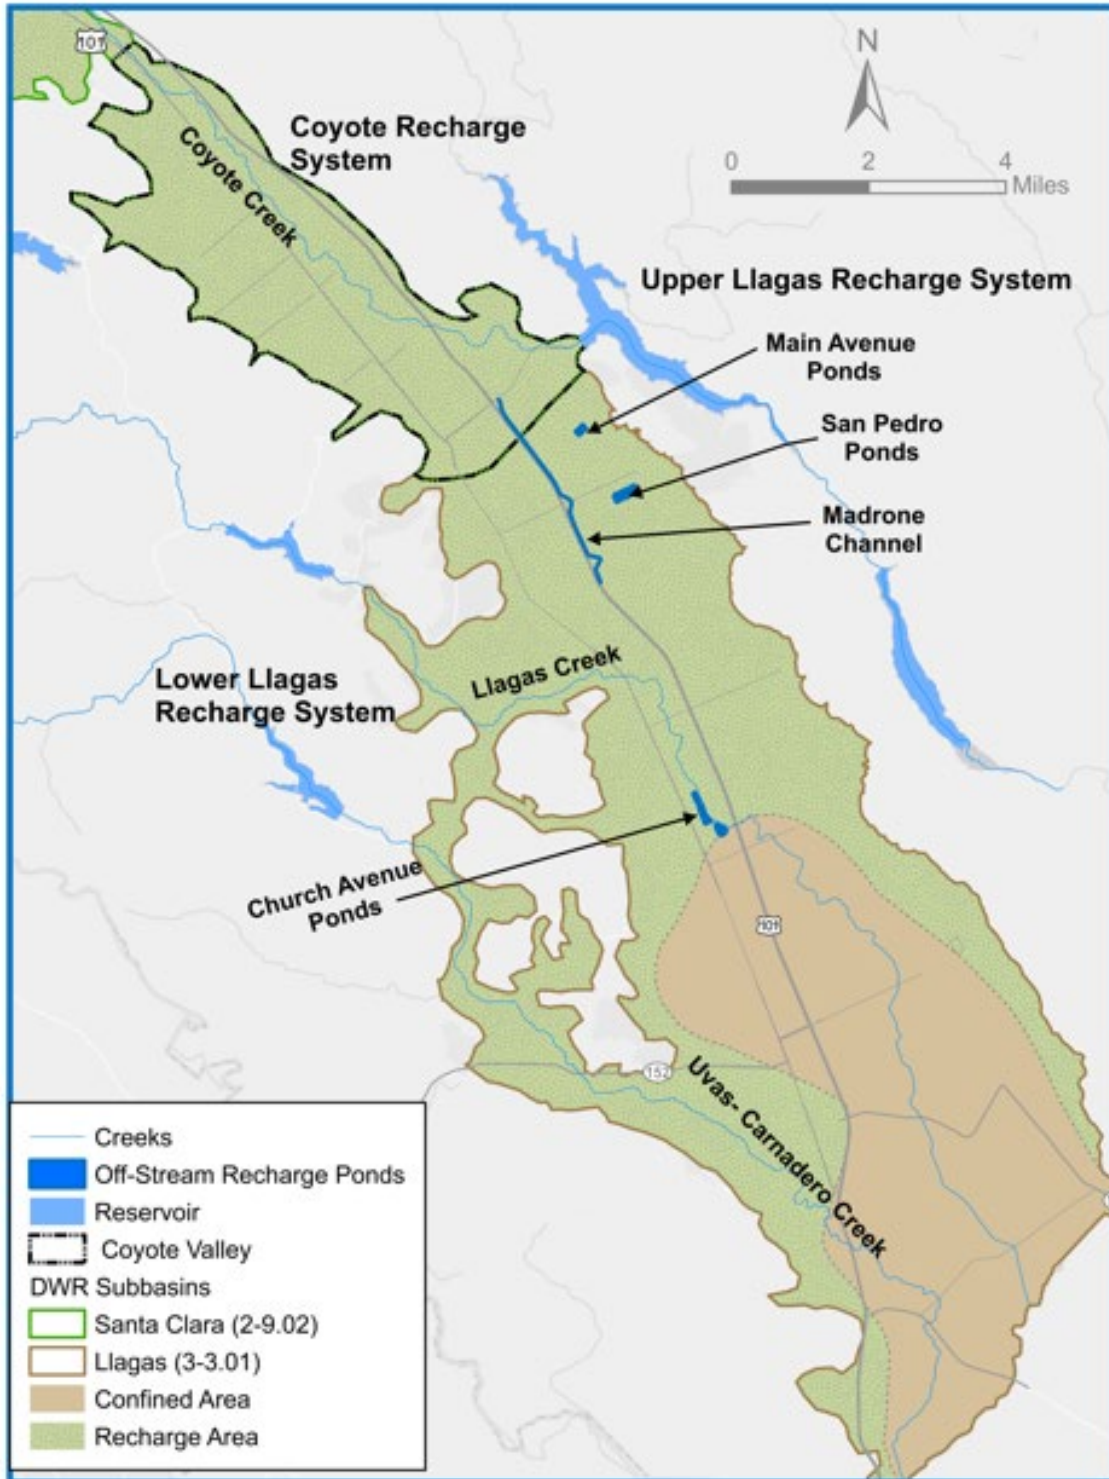 101
N
Coyote Recharge
System
Coyote Creek
0 2 4
Miles
Upper Llagas Recharge System
Main Avenue
Ponds
San Pedro
Ponds
Madrone
Channel
Llagas Creek
Lower Llagas
Recharge System
Church Avenue
Ponds
101
152
Uvas- Carnadero Creek
Creeks
Off-Stream Recharge Ponds
Reservoir
Coyote Valley
DWR Subbasins
Santa Clara (2-9.02)
Llagas (3-3.01)
Confined Area
Recharge Area